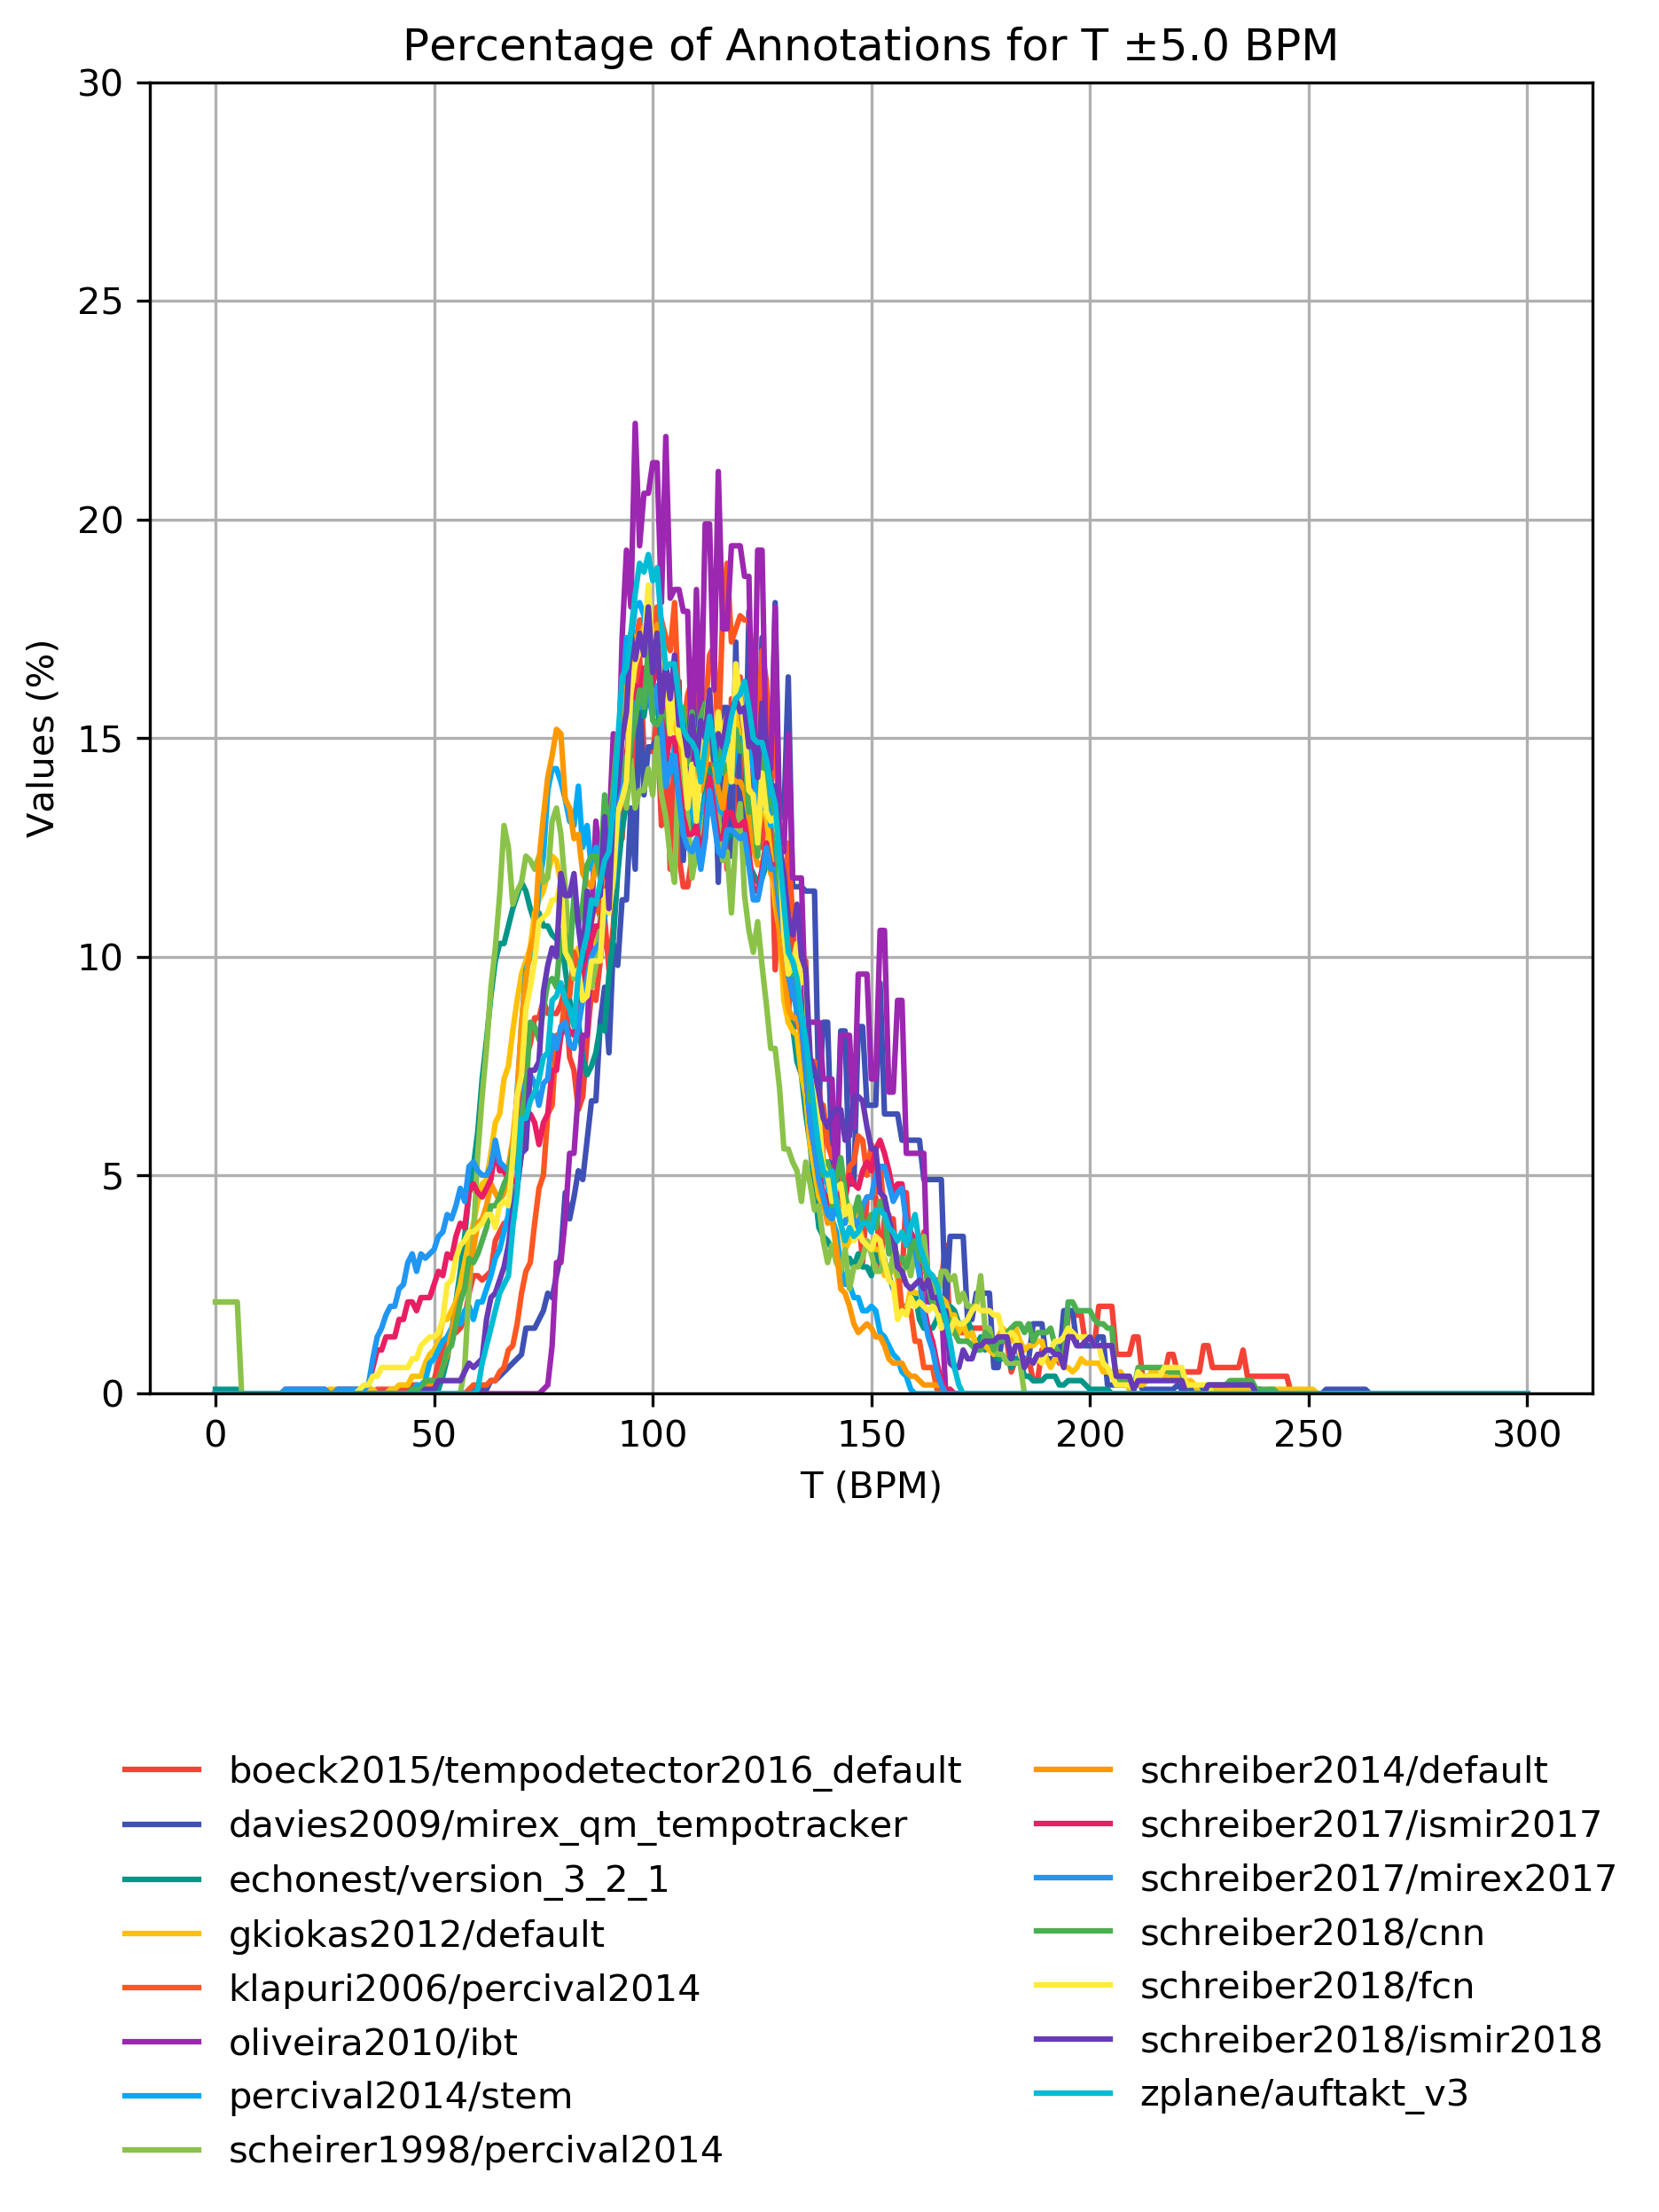 Percentage of Annotations for T ±5.0 BPM
30
25
20
15
10
5
0
Values (%)
0 50 100 150 200 250 300
T (BPM)
boeck2015/tempodetector2016_default
davies2009/mirex_qm_tempotracker
echonest/version_3_2_1
gkiokas2012/default
klapuri2006/percival2014
oliveira2010/ibt
percival2014/stem
scheirer1998/percival2014
schreiber2014/default
schreiber2017/ismir2017
schreiber2017/mirex2017
schreiber2018/cnn
schreiber2018/fcn
schreiber2018/ismir2018
zplane/auftakt_v3